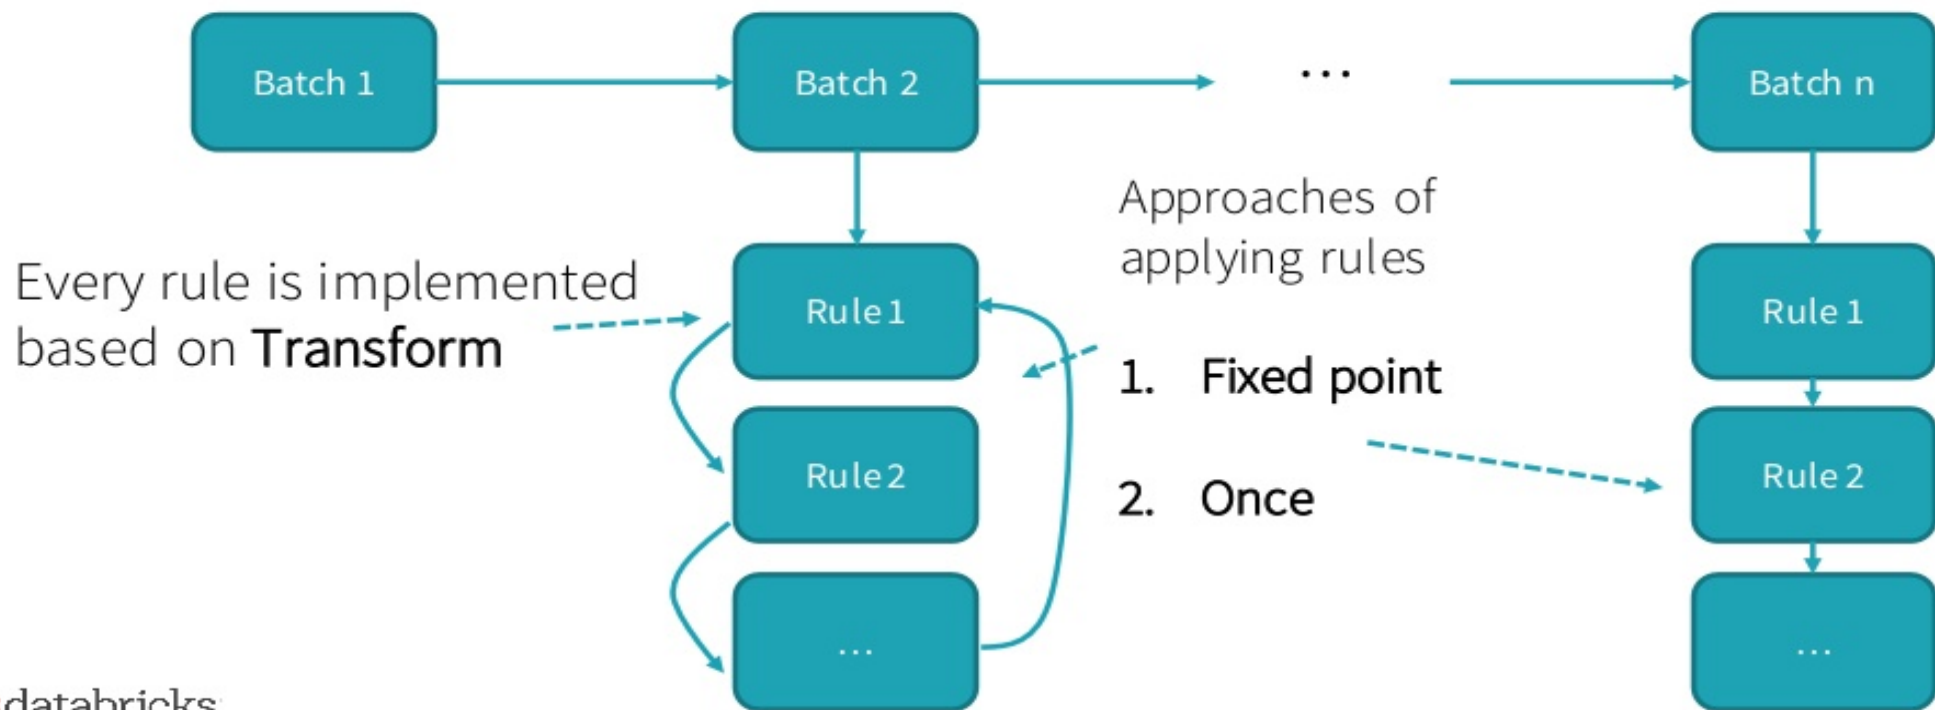 Batch 1
Batch 2
...
Batch n
Every rule is implemented
based on Transform
Rule 1
Rule 2
...
Approaches of
applying rules
1. Fixed point
2. Once
Rule 1
Rule 2
...
databricks